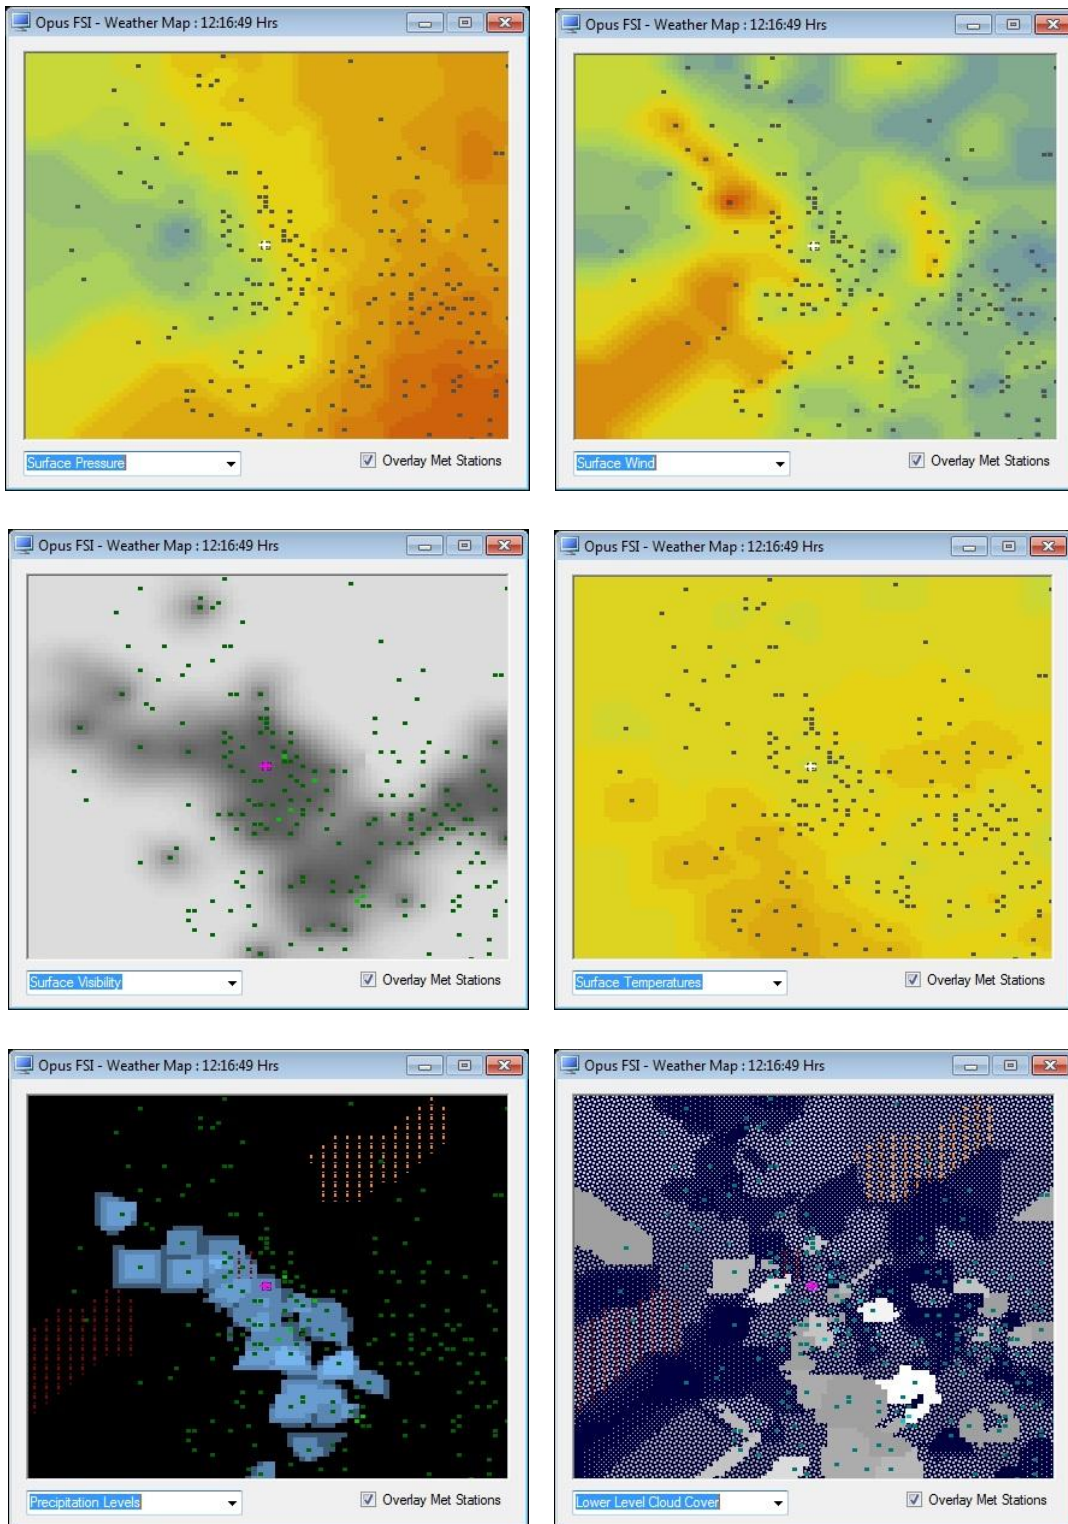 Opus FSI - Weather Map : 12:16:49 Hrs
Surface Pressure
Overlay Met Stations
Opus FSI - Weather Map : 12:16:49 Hrs
Surface Wind
Overlay Met Stations
Opus FSI - Weather Map : 12:16:49 Hrs
Surface Visibility
Overlay Met Stations
Opus FSI - Weather Map : 12:16:49 Hrs
Surface Temperatures
Overlay Met Stations
Opus FSI - Weather Map : 12:16:49 Hrs
Precipitation Levels
Overlay Met Stations
Opus FSI - Weather Map : 12:16:49 Hrs
Lower Level Cloud Cover
Overlay Met Stations